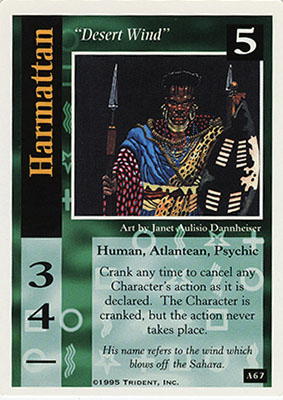 "Desert Wind"
5
Harmattan
Art by Janet Aulisio Dannheiser
Human, Atlantean, Psychic
3
4
—
Crank any time to cancel any
Character's action as it is
declared. The Character is
cranked, but the action never
takes place.
His name refers to the wind which
blows off the Sahara.
©1995 TRIDENT, INC.
A67